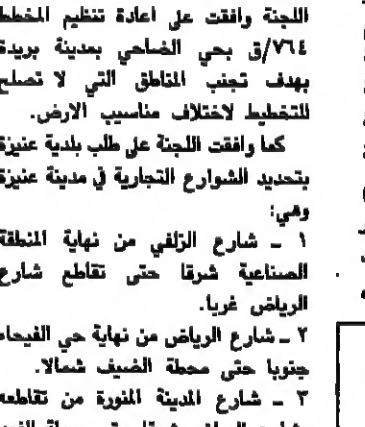 اللجنة وافقت على اعادة تنظيم المخطط
٧٦٤/ق بحي الضاحي بمدينة بريدة
بهدف تجنب المناطق التي لا تصلح
للتخطيط لاختلاف مناسيب الارض.
كما وافقت اللجنة على طلب بلدية عنيزة
بتحديد الشوارع التجارية في مدينة عنيزة
وهي:
١ ــ شارع الزلفي من نهاية المنطقة
الصناعية شرقا حتى تقاطع شارع
الرياض غربا.
٢ ــ شارع الرياض من نهاية حي الفيحاء
جنوبا حتى محطة الضيف شمالا.
٣ ــ شارع المدينة المنورة من تقاطعه